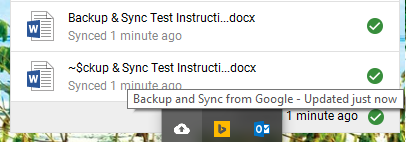 Backup & Sync Test Instructi...docx
Synced 1 minute ago
~$ckup & Sync Test Instructi...docx
Synced 1 minute ago
Backup and Sync from Google - Updated just now
1 minute ago